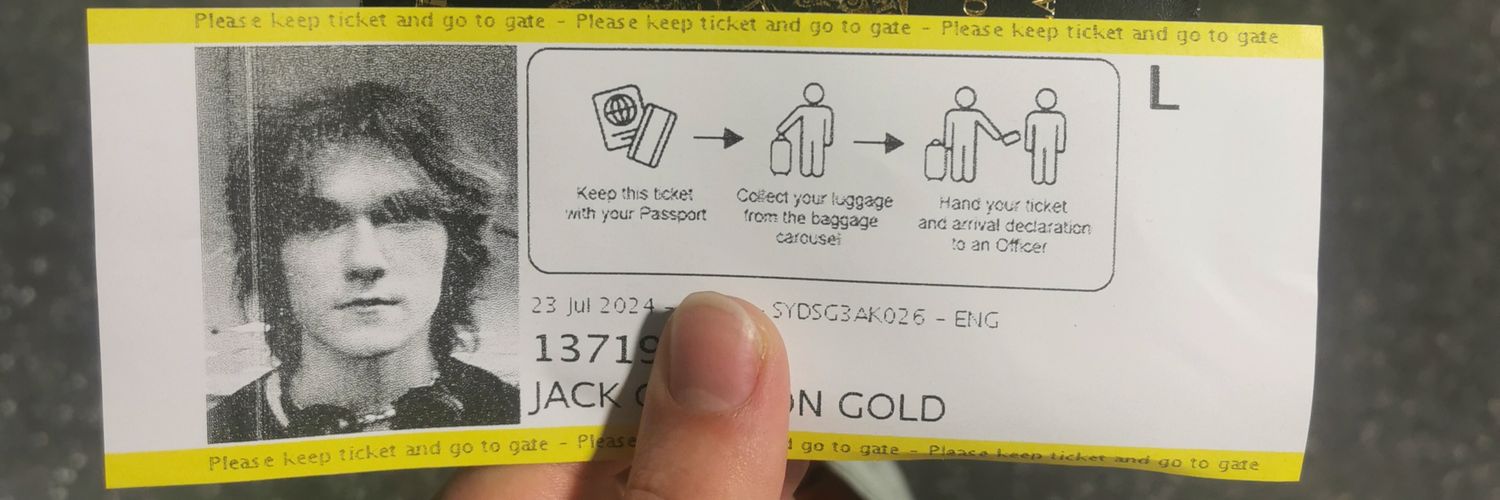 Please keep ticket and go to gate - Please keep ticket and go to gate - Please keep ticket and go to gate
L
Keep this ticket
with your Passport
Collect your luggage
from the baggage
carousel
Hand your ticket
and arrival declaration
to an Officer
23 Jul 2024 - - SYDSG3AK026 - ENG
13719
JACK GOLD
Please keep ticket and go to gate - Please go to gate - Please keep ticket and go to gate